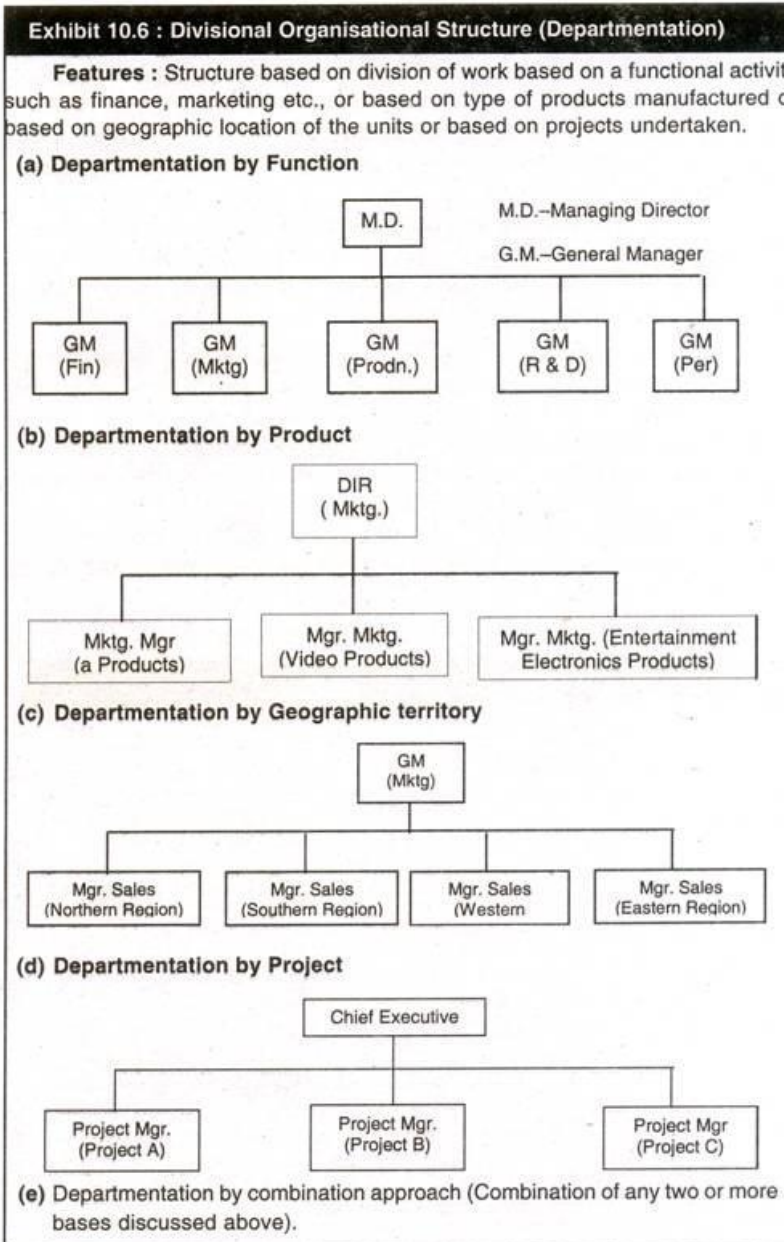 Exhibit 10.6 : Divisional Organisational Structure (Departmentation)
Features : Structure based on division of work based on a functional activit
such as finance, marketing etc., or based on type of products manufactured o
based on geographic location of the units or based on projects undertaken.
(a) Departmentation by Function
M.D.
M.D.–Managing Director
G.M.–General Manager
GM
(Fin)
GM
(Mktg)
GM
(Prodn.)
GM
(R & D)
GM
(Per)
(b) Departmentation by Product
DIR
( Mktg.)
Mktg. Mgr
(a Products)
Mgr. Mktg.
(Video Products)
Mgr. Mktg. (Entertainment
Electronics Products)
(c) Departmentation by Geographic territory
GM
(Mktg)
Mgr. Sales
(Northern Region)
Mgr. Sales
(Southern Region)
Mgr. Sales
(Western
Mgr. Sales
(Eastern Region)
(d) Departmentation by Project
Chief Executive
Project Mgr.
(Project A)
Project Mgr.
(Project B)
Project Mgr
(Project C)
(e) Departmentation by combination approach (Combination of any two or more
bases discussed above).